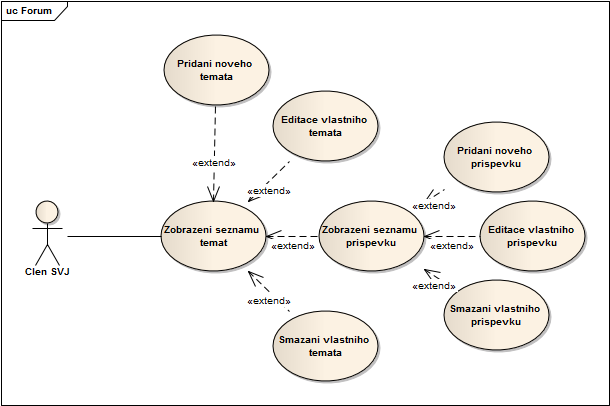 uc Forum
Pridani noveho
temata
Editace vlastniho
temata
Pridani noveho
prispevku
«extend»
«extend»
«extend»
Zobrazeni seznamu
temat
Zobrazeni seznamu
prispevku
Editace vlastniho
prispevku
«extend»
«extend»
Clen SVJ
«extend»
«extend»
Smazani vlastniho
temata
Smazani vlastniho
prispevku